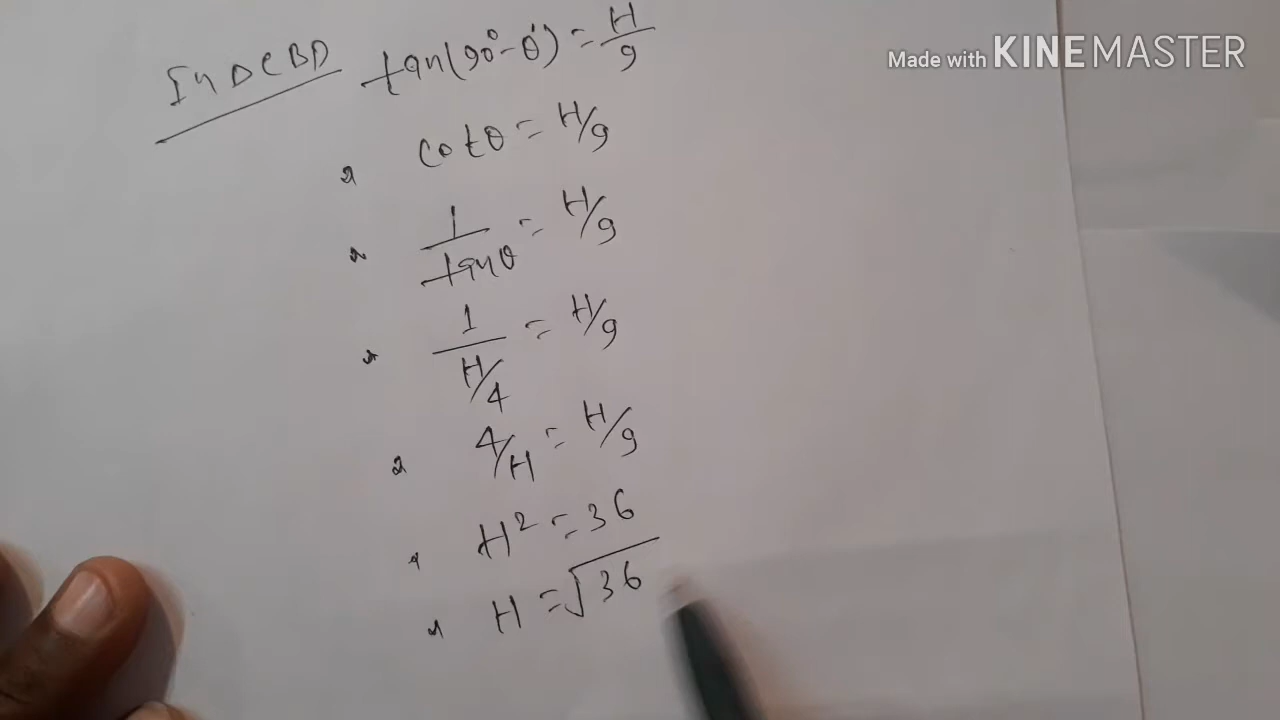 Made with KINEMASTER
In △CBD tan(90°-θ) = H/9
cotθ = H/9
1/tanθ = H/9
1/H/4 = H/9
4/H = H/9
H² = 36
H = √36